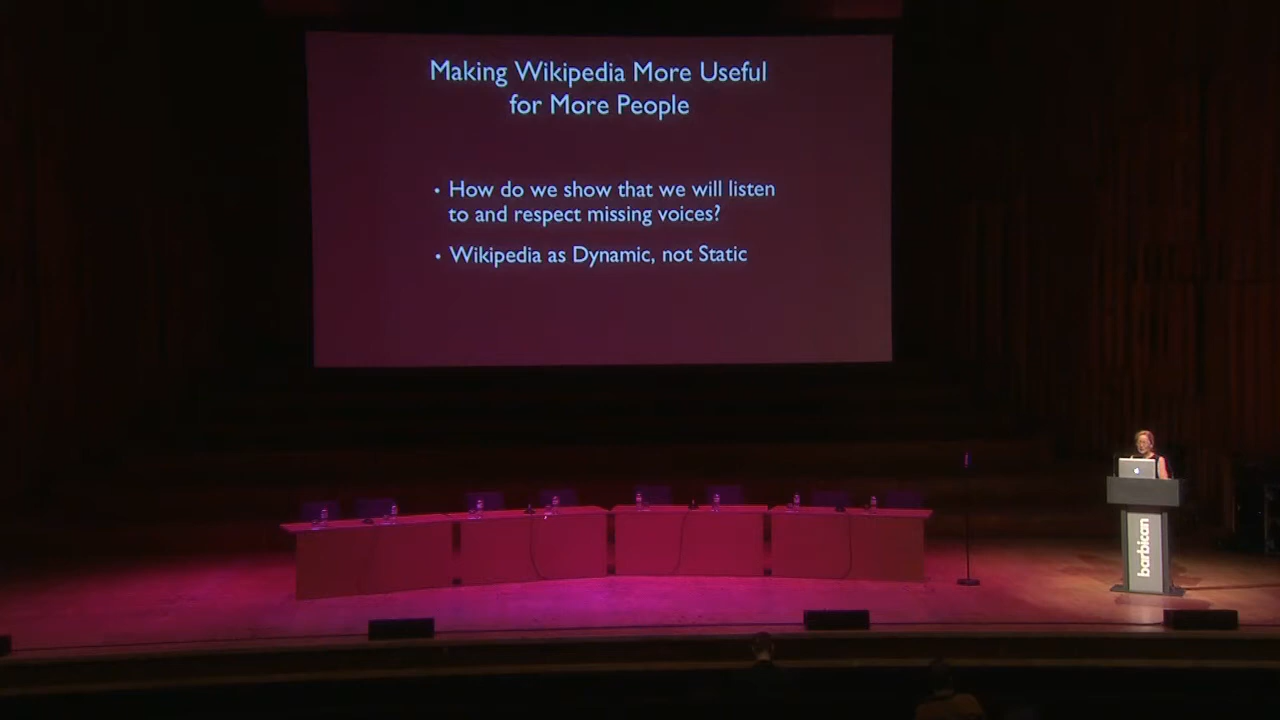 Making Wikipedia More Useful
for More People
• How do we show that we will listen
to and respect missing voices?
• Wikipedia as Dynamic, not Static
barbican